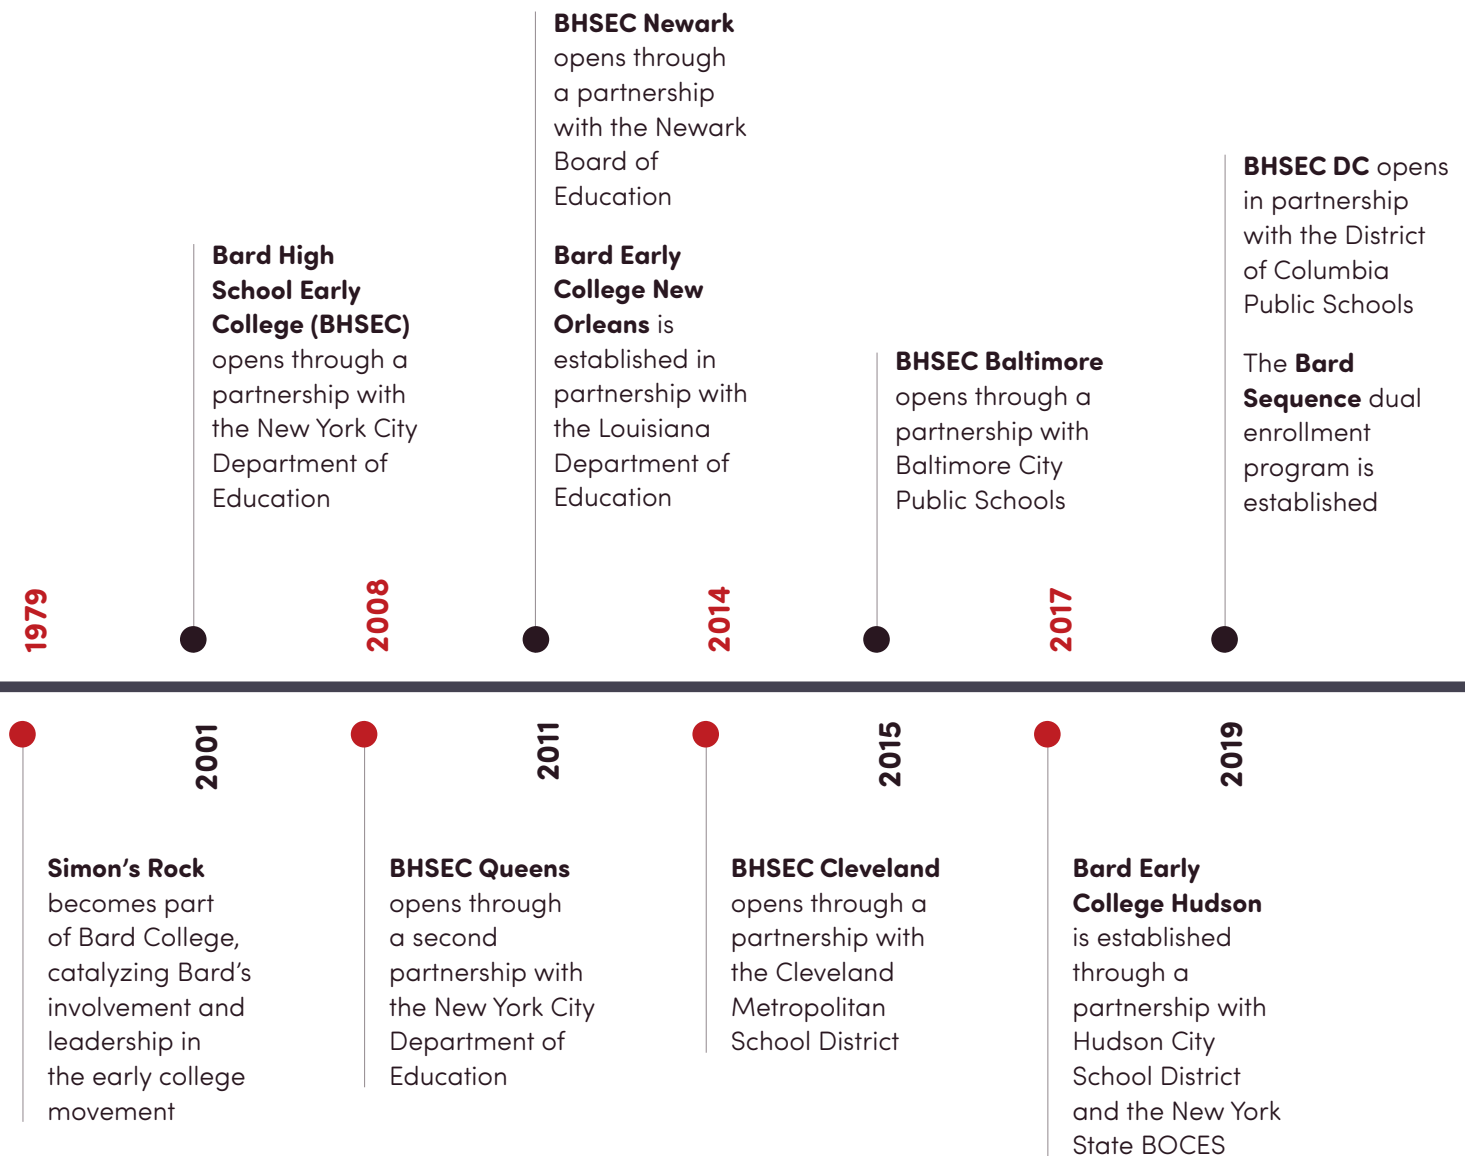 1979
Simon's Rock
becomes part
of Bard College,
catalyzing Bard's
involvement and
leadership in
the early college
movement
2001
Bard High
School Early
College (BHSEC)
opens through a
partnership with
the New York City
Department of
Education
2008
BHSEC Queens
opens through
a second
partnership with
the New York City
Department of
Education
2011
BHSEC Newark
opens through
a partnership
with the Newark
Board of
Education
Bard Early
College New
Orleans is
established in
partnership with
the Louisiana
Department of
Education
2014
BHSEC Cleveland
opens through a
partnership with
the Cleveland
Metropolitan
School District
2015
BHSEC Baltimore
opens through a
partnership with
Baltimore City
Public Schools
2017
Bard Early
College Hudson
is established
through a
partnership with
Hudson City
School District
and the New York
State BOCES
2019
BHSEC DC opens
in partnership
with the District
of Columbia
Public Schools
The Bard
Sequence dual
enrollment
program is
established